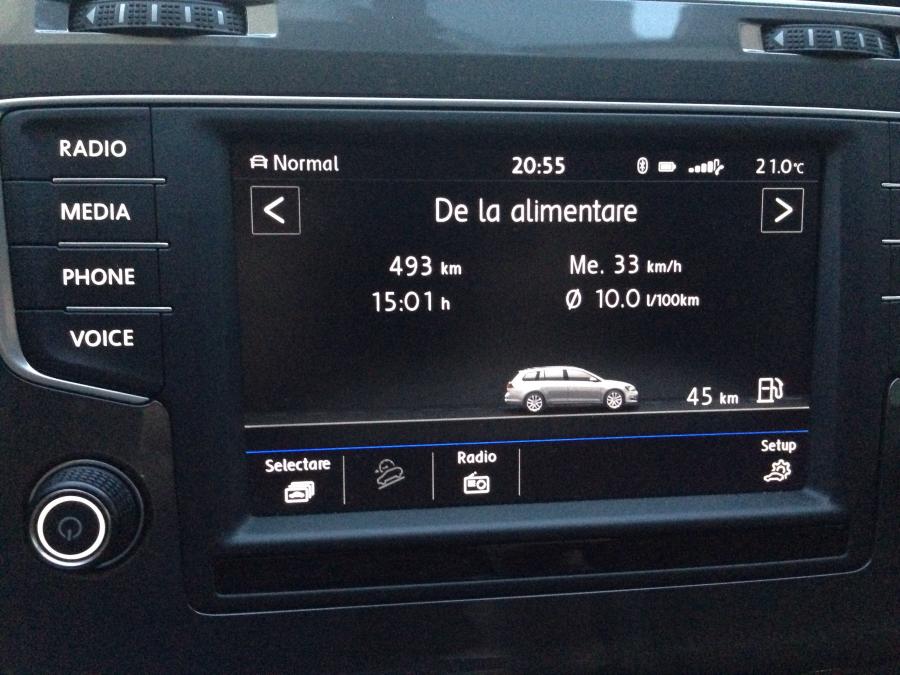 RADIO
MEDIA
PHONE
VOICE
Normal 20:55 21.0°C
< De la alimentare >
493 km Me. 33 km/h
15:01 h Ø 10.0 l/100km
45 km
Selectare Radio Setup